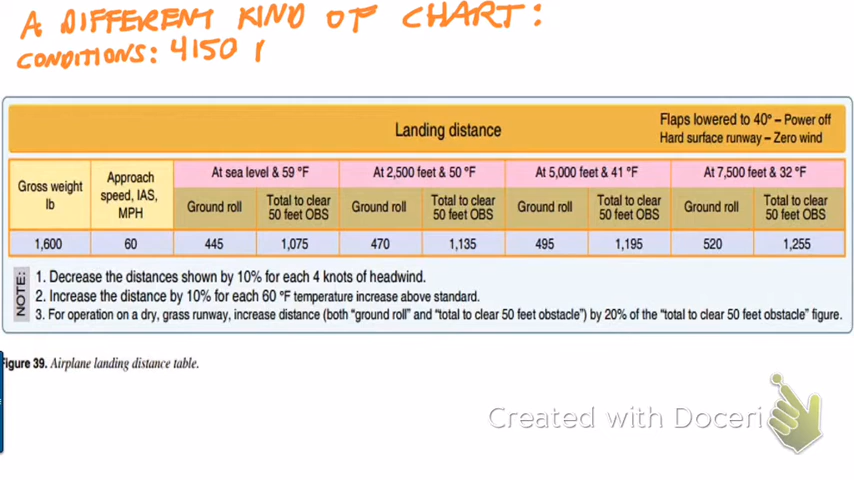 A DIFFERENT KIND OF CHART:
CONDITIONS: 4150
Landing distance
Flaps lowered to 40° – Power off
Hard surface runway – Zero wind
Gross weight lb
Approach speed, IAS, MPH
At sea level & 59 °F
At 2,500 feet & 50 °F
At 5,000 feet & 41 °F
At 7,500 feet & 32 °F
Ground roll
Total to clear 50 feet OBS
Ground roll
Total to clear 50 feet OBS
Ground roll
Total to clear 50 feet OBS
Ground roll
Total to clear 50 feet OBS
1,600 60 445 1,075 470 1,135 495 1,195 520 1,255
NOTE:
1. Decrease the distances shown by 10% for each 4 knots of headwind.
2. Increase the distance by 10% for each 60 °F temperature increase above standard.
3. For operation on a dry, grass runway, increase distance (both “ground roll” and “total to clear 50 feet obstacle”) by 20% of the “total to clear 50 feet obstacle” figure.
Figure 39. Airplane landing distance table.
Created with Doceri